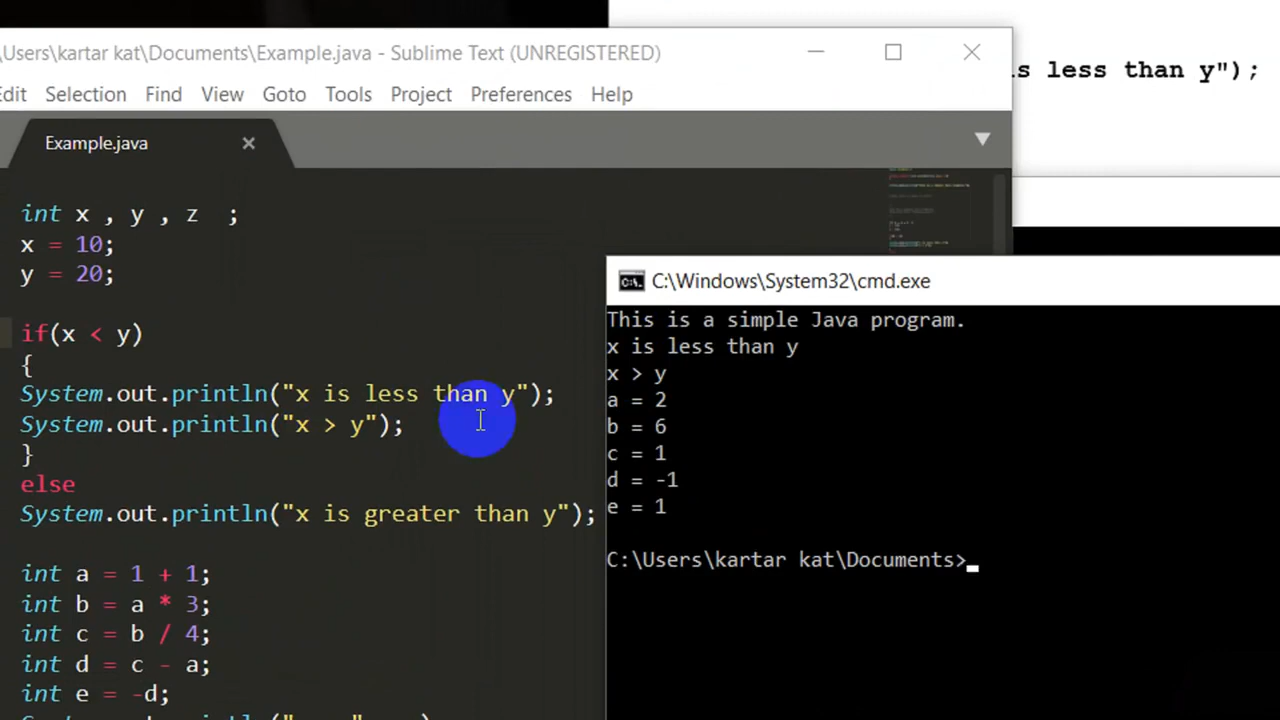 \Users\kartar kat\Documents\Example.java - Sublime Text (UNREGISTERED)
Edit Selection Find View Goto Tools Project Preferences Help
Example.java
int x , y , z ;
x = 10;
y = 20;
if(x < y)
{
System.out.println("x is less than y");
System.out.println("x > y");
}
else
System.out.println("x is greater than y");
int a = 1 + 1;
int b = a * 3;
int c = b / 4;
int d = c - a;
int e = -d;
is less than y");
C:\Windows\System32\cmd.exe
This is a simple Java program.
x is less than y
x > y
a = 2
b = 6
c = 1
d = -1
e = 1
C:\Users\kartar kat\Documents>